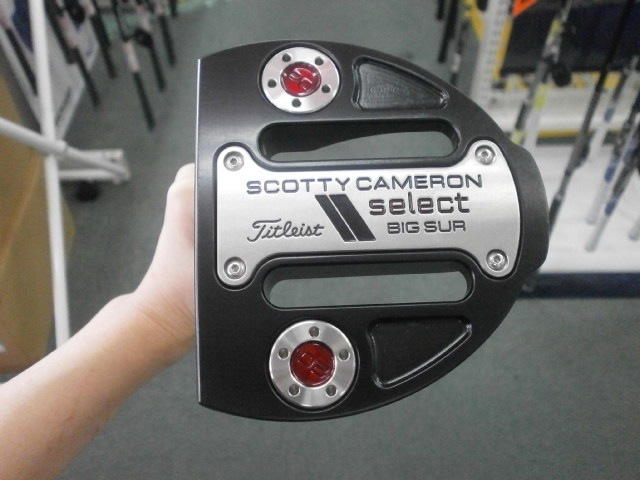 SCOTTY CAMERON
select
Titleist
BIG SUR